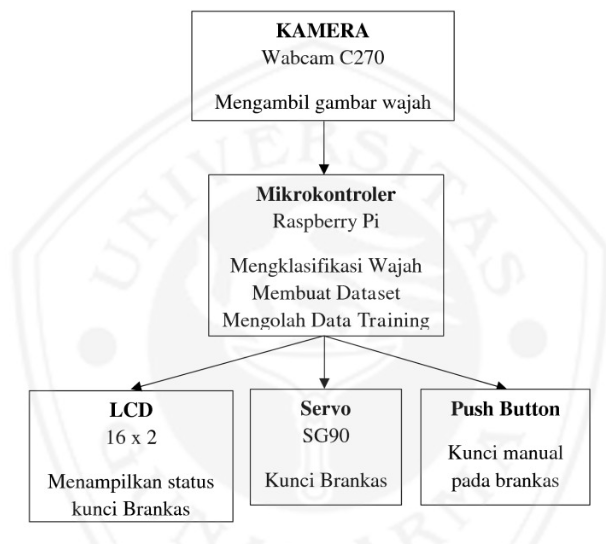 KAMERA
Wabcam C270
Mengambil gambar wajah
Mikrokontroler
Raspberry Pi
Mengklasifikasi Wajah
Membuat Dataset
Mengolah Data Training
LCD
16 x 2
Menampilkan status
kunci Brankas
Servo
SG90
Kunci Brankas
Push Button
Kunci manual
pada brankas
UNIVERSITAS